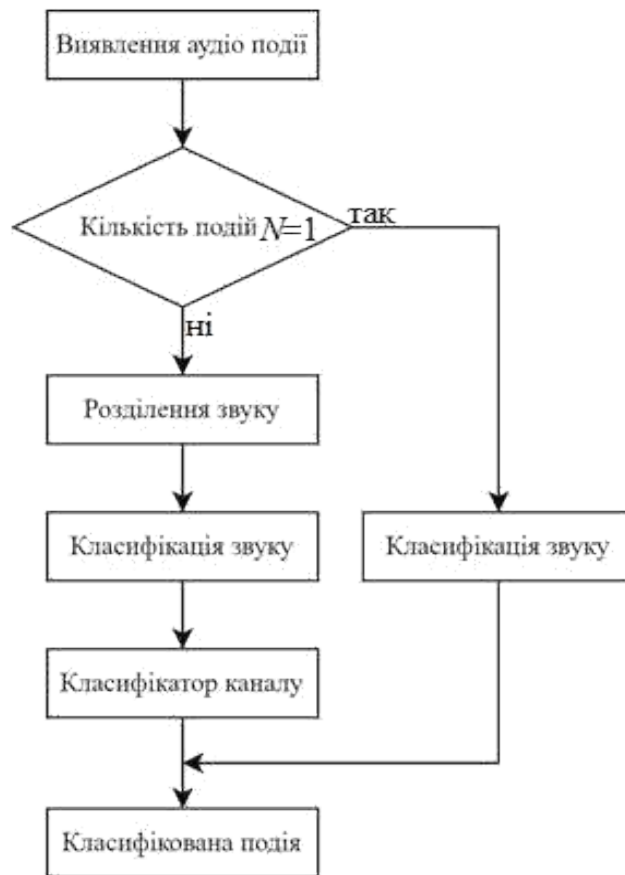 Виявлення аудіо події
Кількість подій N=1
так
ні
Розділення звуку
Класифікація звуку
Класифікація звуку
Класифікатор каналу
Класифікована подія